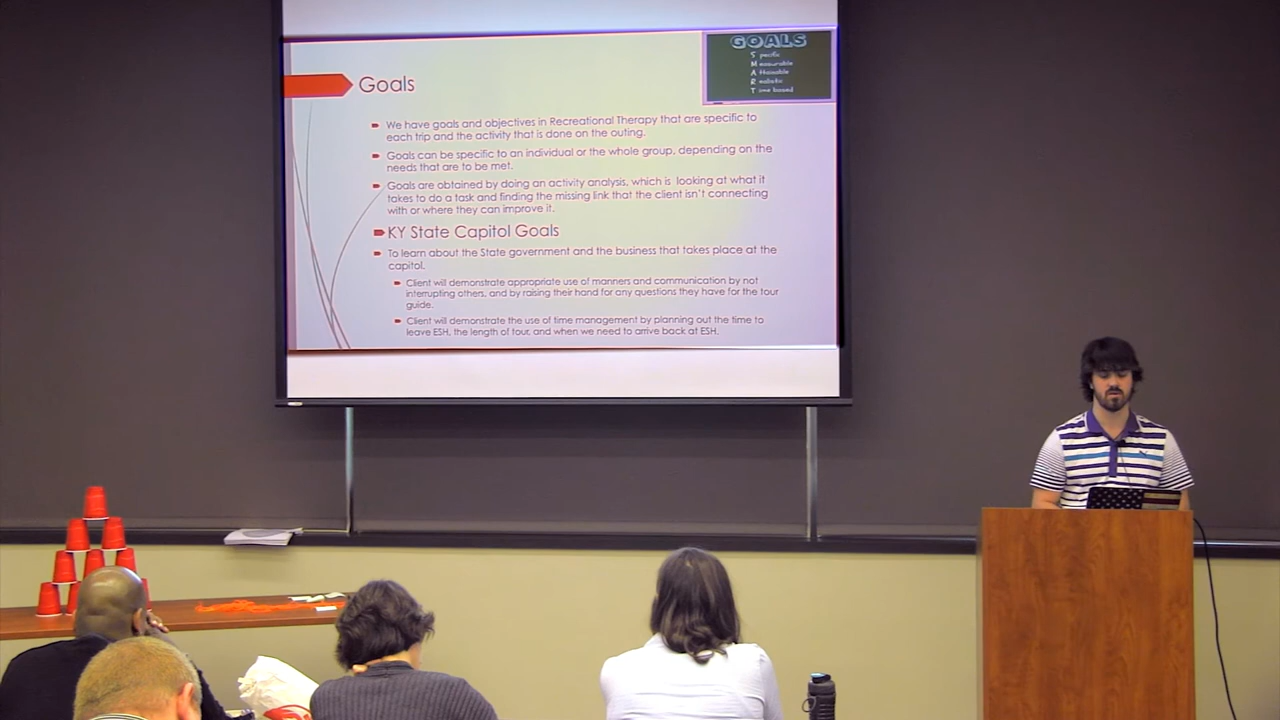 GOALS
Specific
Measurable
Attainable
Realistic
Time based
Goals
We have goals and objectives in Recreational Therapy that are specific to
each trip and the activity that is done on the outing.
Goals can be specific to an individual or the whole group, depending on the
needs that are to be met.
Goals are obtained by doing an activity analysis, which is looking at what it
takes to do a task and finding the missing link that the client isn't connecting
with or where they can improve it.
KY State Capitol Goals
To learn about the State government and the business that takes place at the
capitol.
Client will demonstrate appropriate use of manners and communication by not
interrupting others, and by raising their hand for any questions they have for the tour
guide.
Client will demonstrate the use of time management by planning out the time to
leave ESH, the length of tour, and when we need to arrive back at ESH.